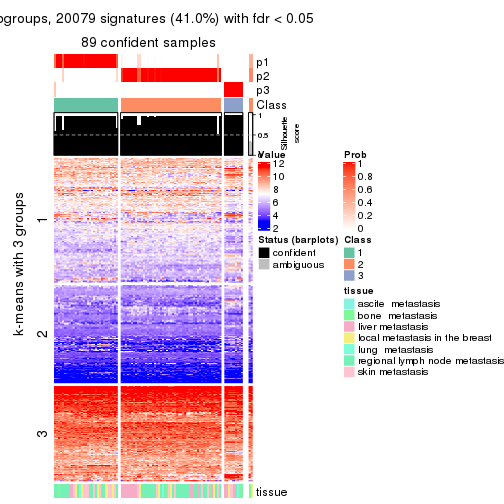 ogroups, 20079 signatures (41.0%) with fdr < 0.05
89 confident samples
p1
p2
p3
Class
1
0.5
0
Silhouette
score
k-means with 3 groups
1
2
3
tissue
Value
12
10
8
6
4
2
Prob
1
0.8
0.6
0.4
0.2
0
Status (barplots)
confident
ambiguous
Class
1
2
3
tissue
ascite metastasis
bone metastasis
liver metastasis
local metastasis in the breast
lung metastasis
regional lymph node metastasis
skin metastasis